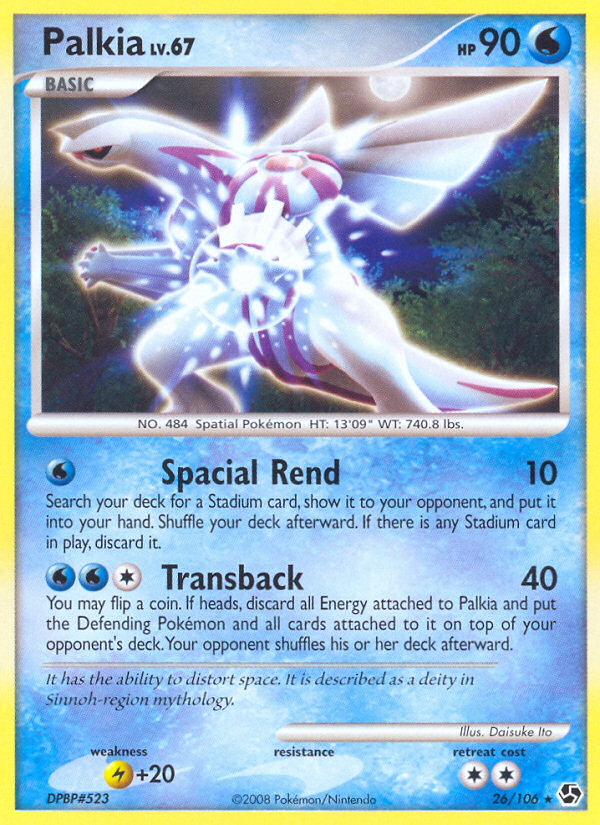 Palkia LV.67 HP 90
BASIC
NO. 484 Spatial Pokémon HT: 13'09" WT: 740.8 lbs.
Spacial Rend 10
Search your deck for a Stadium card, show it to your opponent, and put it
into your hand. Shuffle your deck afterward. If there is any Stadium card
in play, discard it.
Transback 40
You may flip a coin. If heads, discard all Energy attached to Palkia and put
the Defending Pokémon and all cards attached to it on top of your
opponent's deck. Your opponent shuffles his or her deck afterward.
It has the ability to distort space. It is described as a deity in
Sinnoh-region mythology.
Illus. Daisuke Ito
weakness resistance retreat cost
+20
DPBP#523 ©2008 Pokémon/Nintendo 26/106 ★